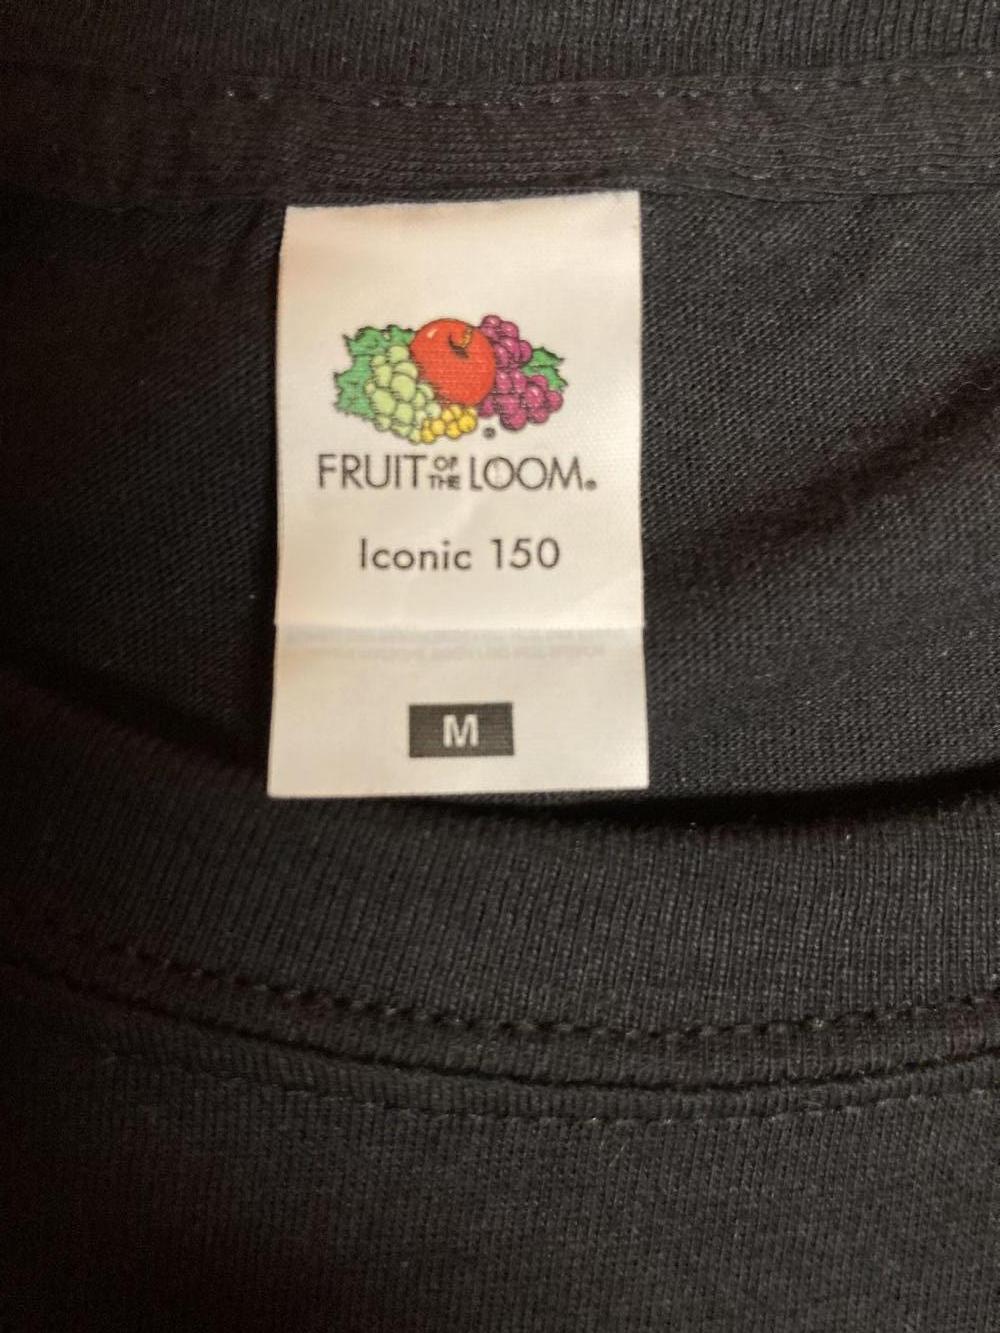 FRUIT OF THE LOOM®
Iconic 150
M